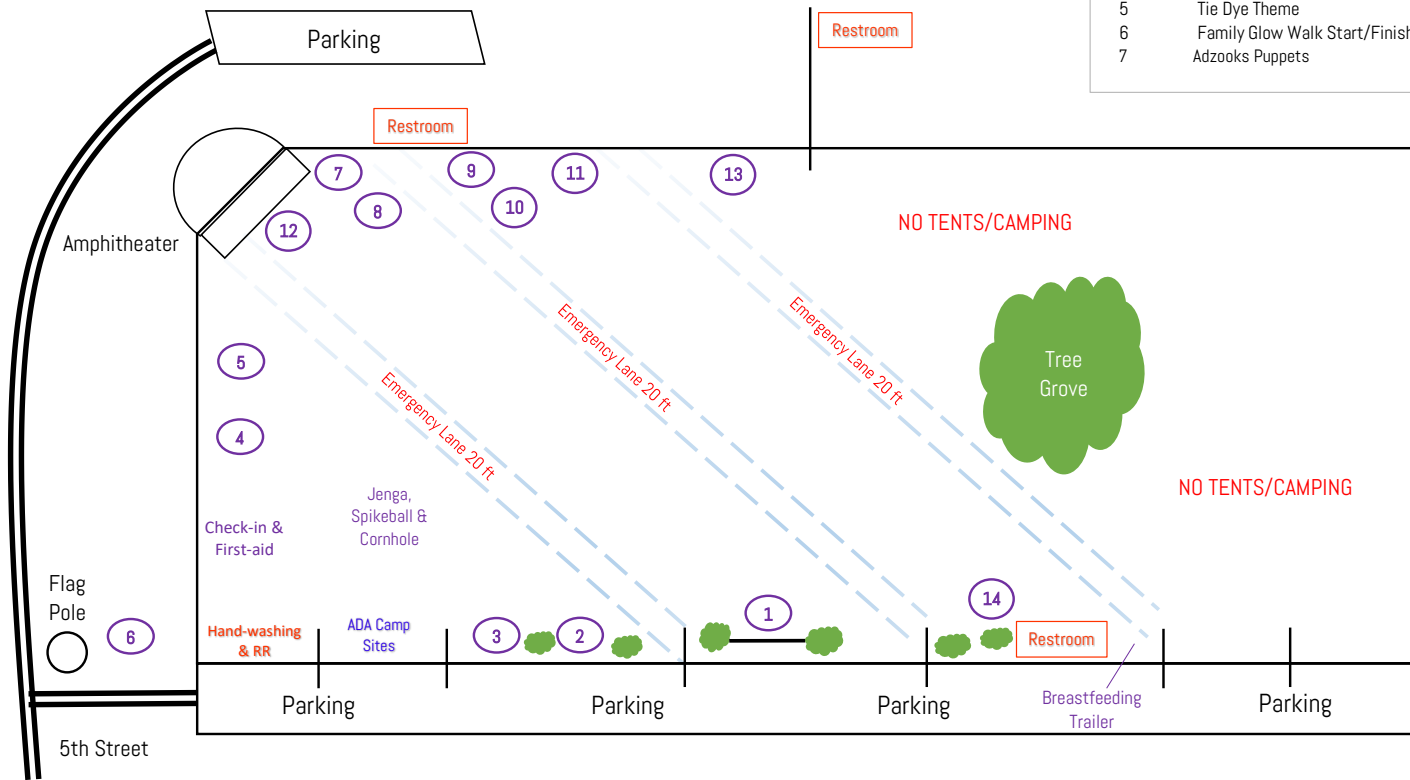 5 Tie Dye Theme
6 Family Glow Walk Start/Finish
7 Adzooks Puppets
Parking
Restroom
Restroom
7
9
11
13
8
10
12
Amphitheater
NO TENTS/CAMPING
Emergency Lane 20 ft
Emergency Lane 20 ft
Emergency Lane 20 ft
Tree
Grove
5
4
NO TENTS/CAMPING
Jenga,
Spikeball &
Cornhole
Check-in &
First-aid
Flag
Pole
6
Hand-washing
& RR
ADA Camp
Sites
3
2
1
14
Restroom
Parking
Parking
Parking
Breastfeeding
Trailer
Parking
5th Street